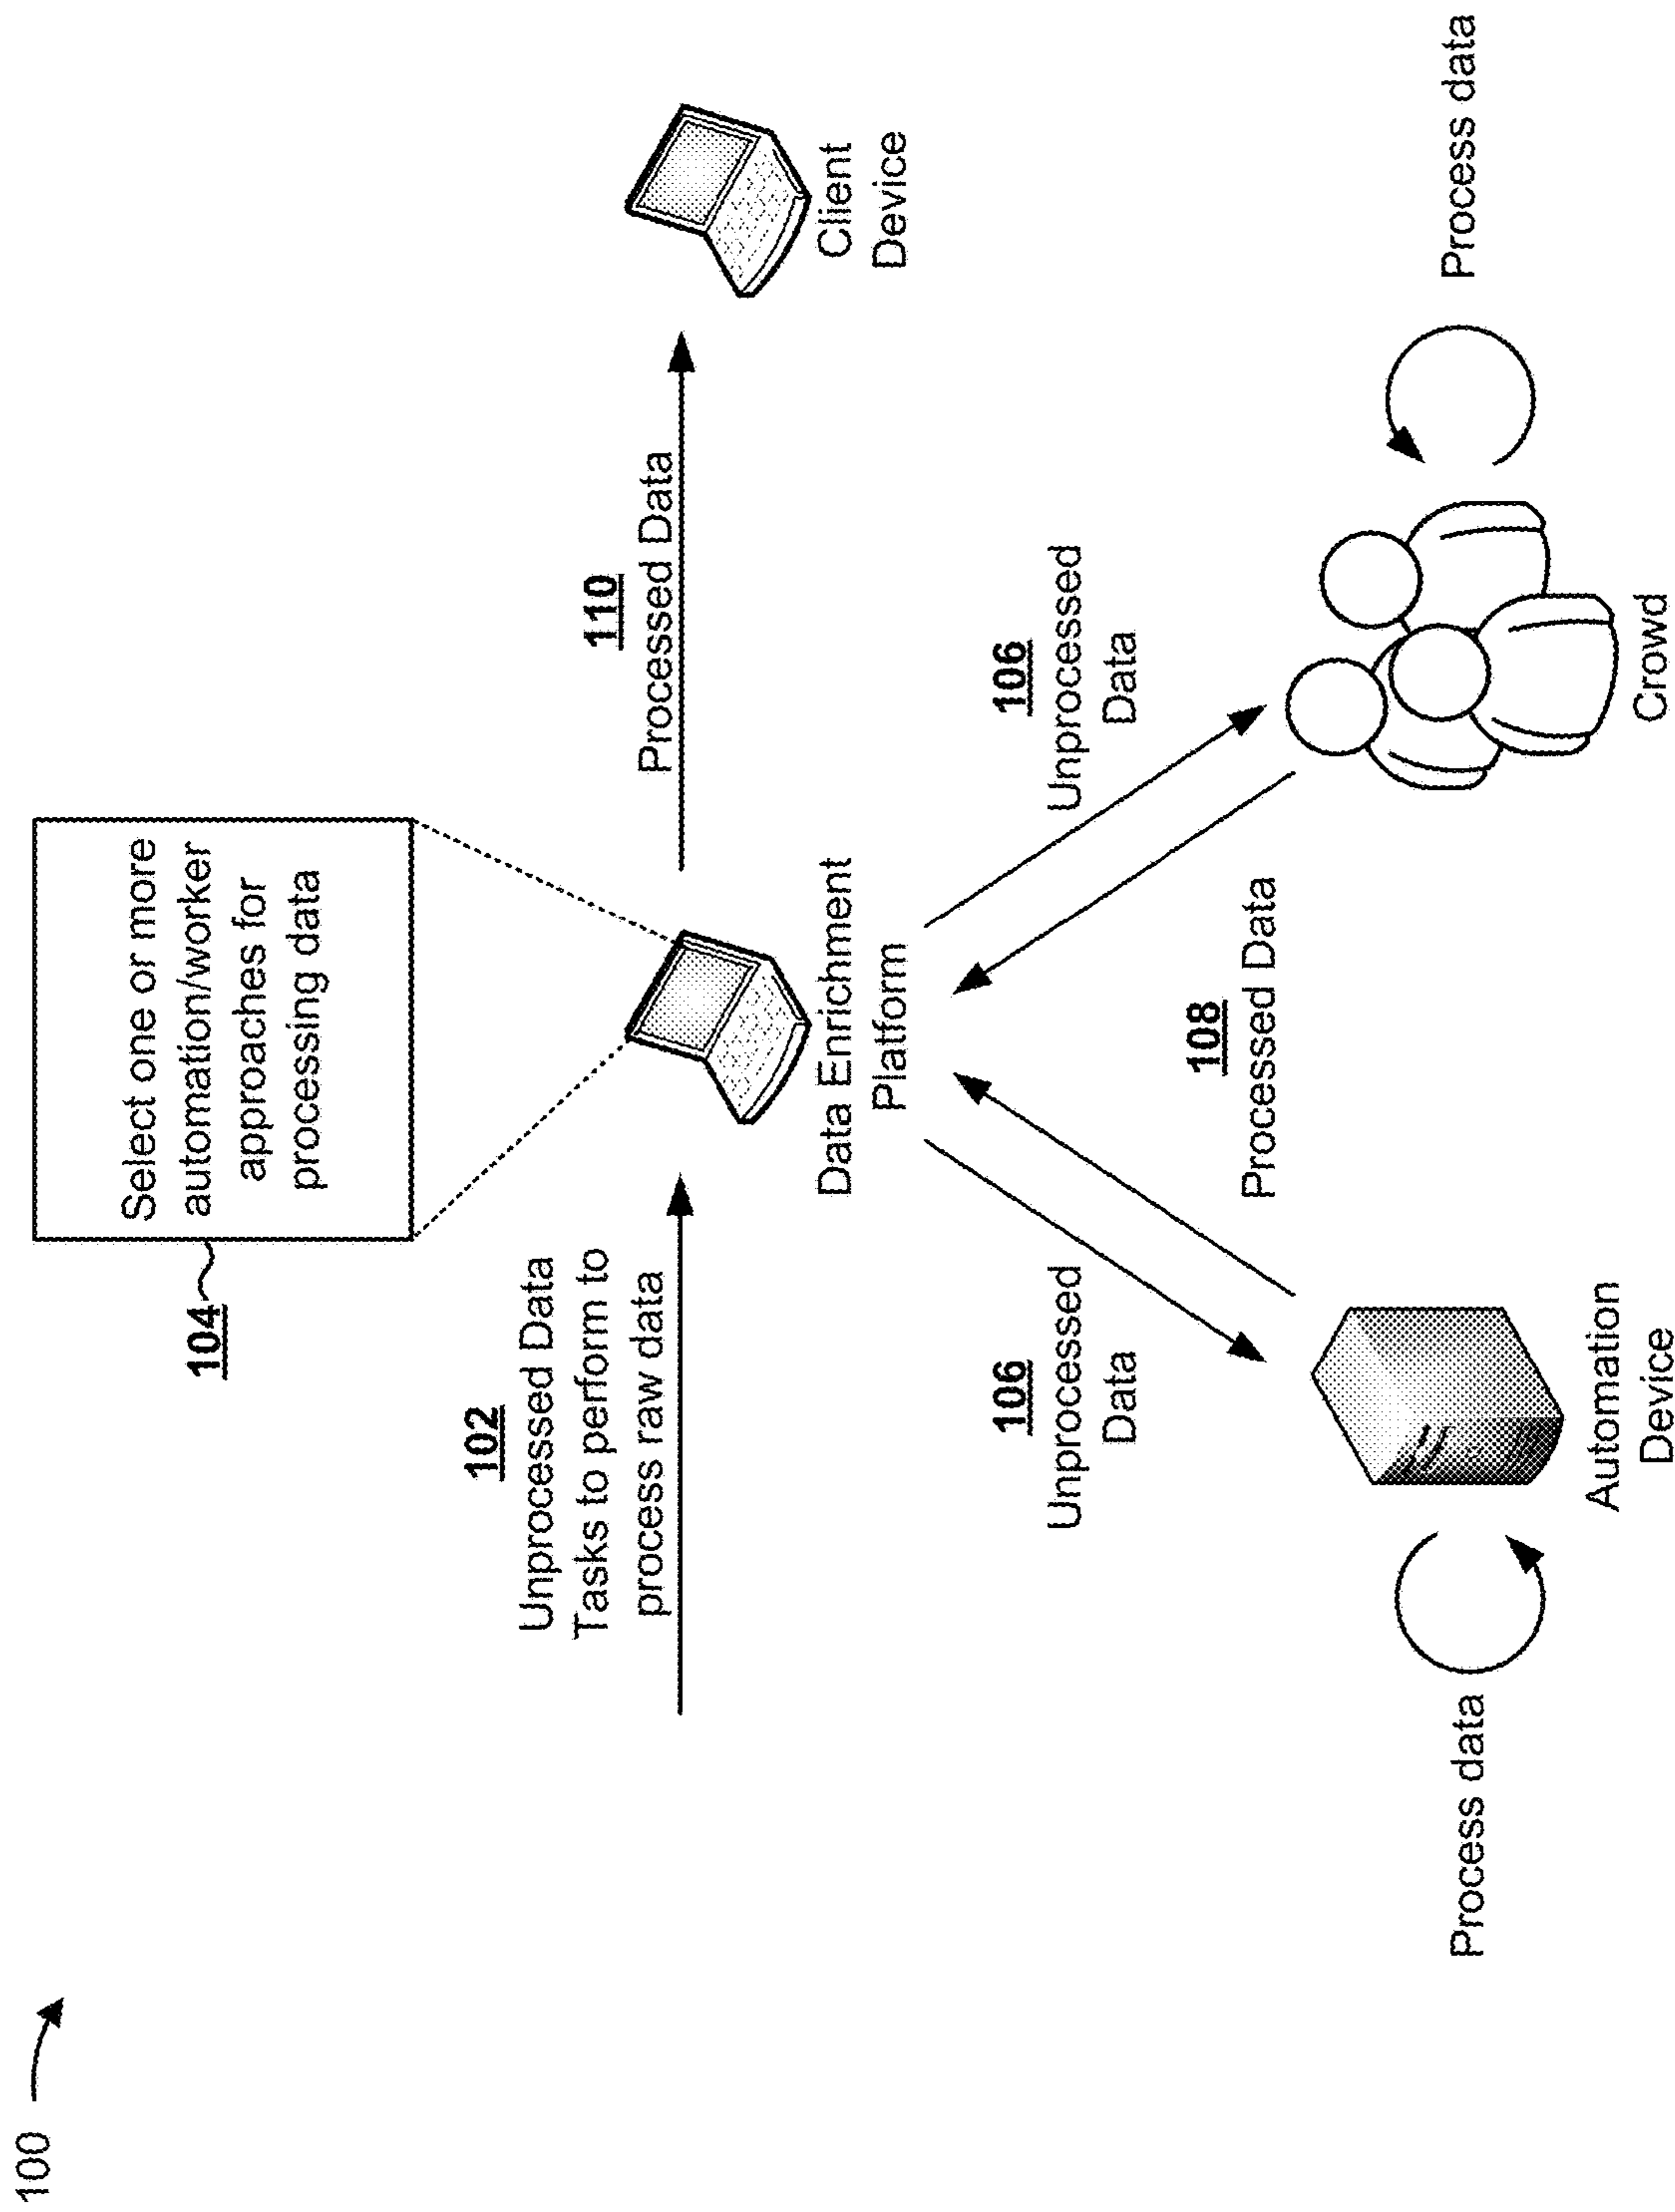 100
104
Select one or more
automation/worker
approaches for
processing data
102
Unprocessed Data
Tasks to perform to
process raw data
110
Processed Data
Data Enrichment
Platform
Client
Device
106
Unprocessed
Data
106
Unprocessed
Data
108
Processed Data
Process data
Automation
Device
Crowd
Process data